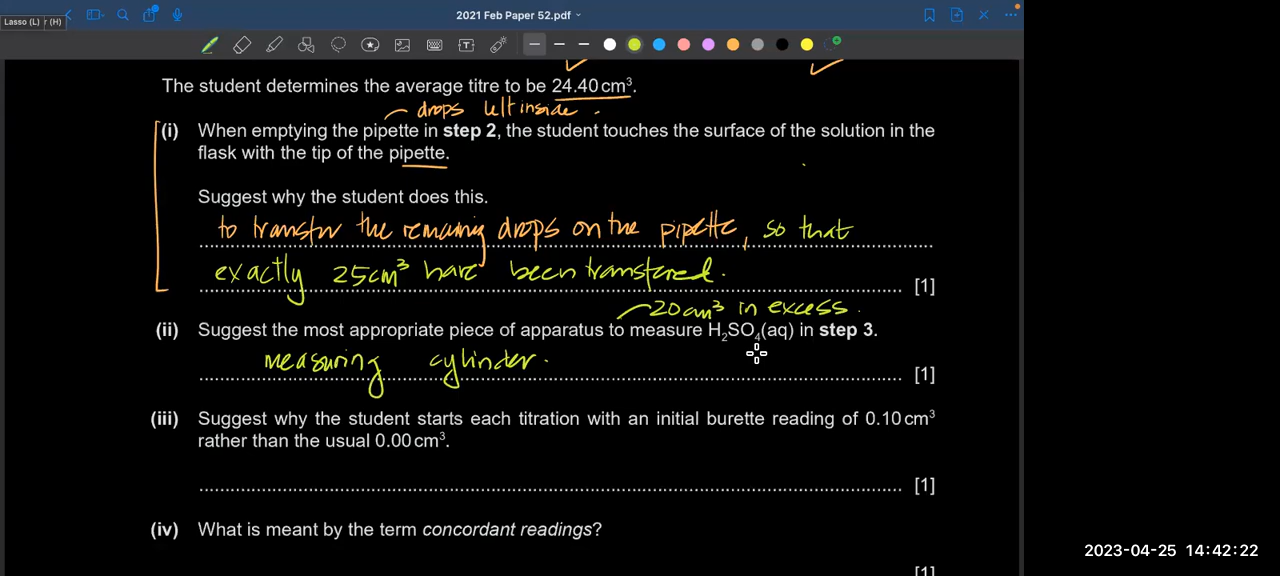 Lasso (L)
r (H)
2021 Feb Paper 52.pdf
The student determines the average titre to be 24.40 cm³.
drops left inside.
(i) When emptying the pipette in step 2, the student touches the surface of the solution in the
flask with the tip of the pipette.
Suggest why the student does this.
to transfer the remaining drops on the pipette, so that
exactly 25cm³ have been transfered.
[1]
20cm³ in excess.
(ii) Suggest the most appropriate piece of apparatus to measure H₂SO₄(aq) in step 3.
measuring cylinder.
[1]
(iii) Suggest why the student starts each titration with an initial burette reading of 0.10 cm³
rather than the usual 0.00 cm³.
[1]
(iv) What is meant by the term concordant readings?
[1]
2023-04-25 14:42:22